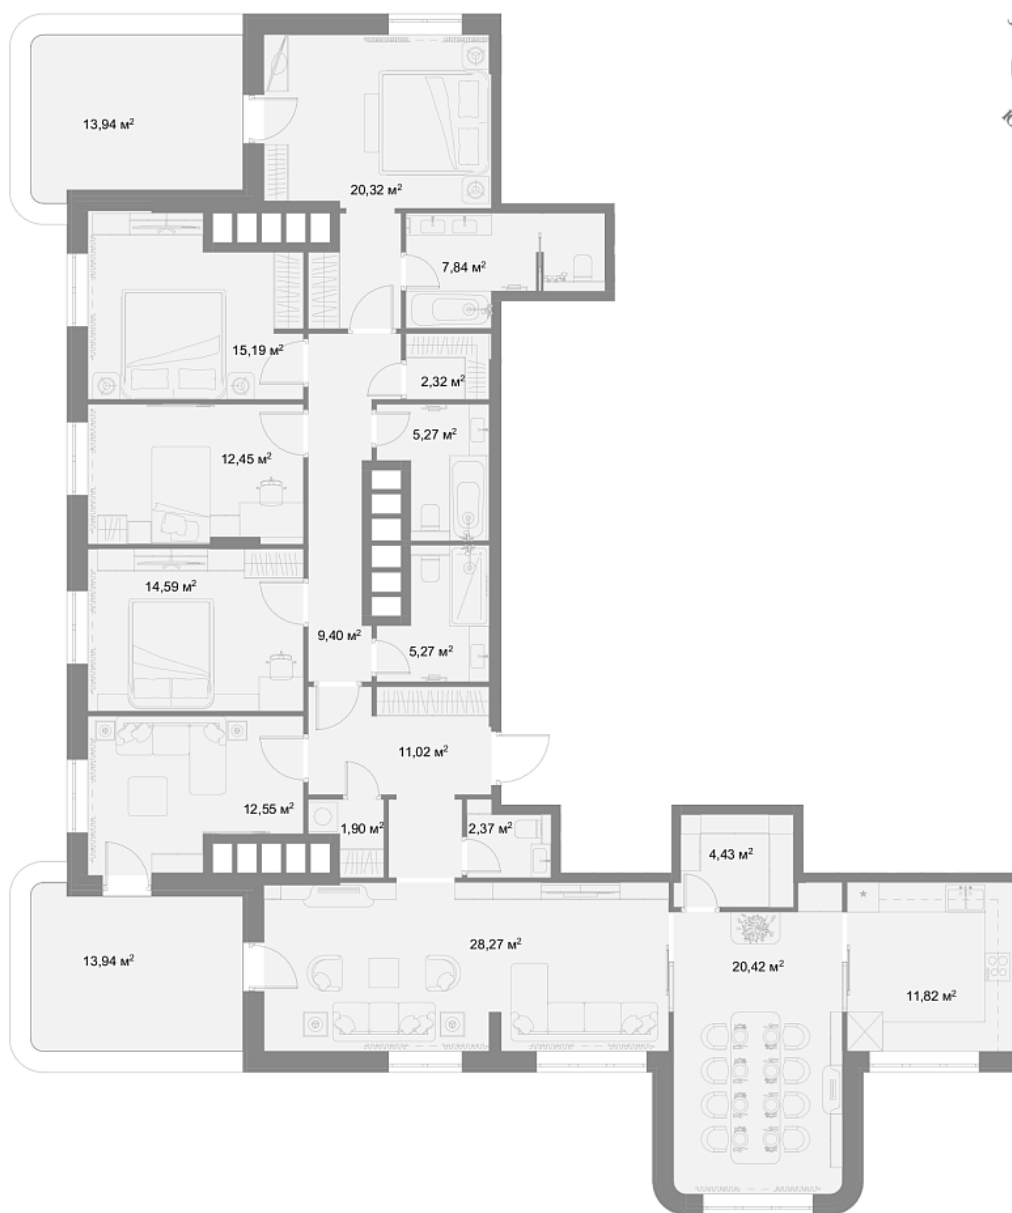 13,94 м²
20,32 м²
7,84 м²
15,19 м²
2,32 м²
5,27 м²
12,45 м²
14,59 м²
9,40 м²
5,27 м²
11,02 м²
12,55 м²
1,90 м²
2,37 м²
4,43 м²
28,27 м²
13,94 м²
20,42 м²
11,82 м²